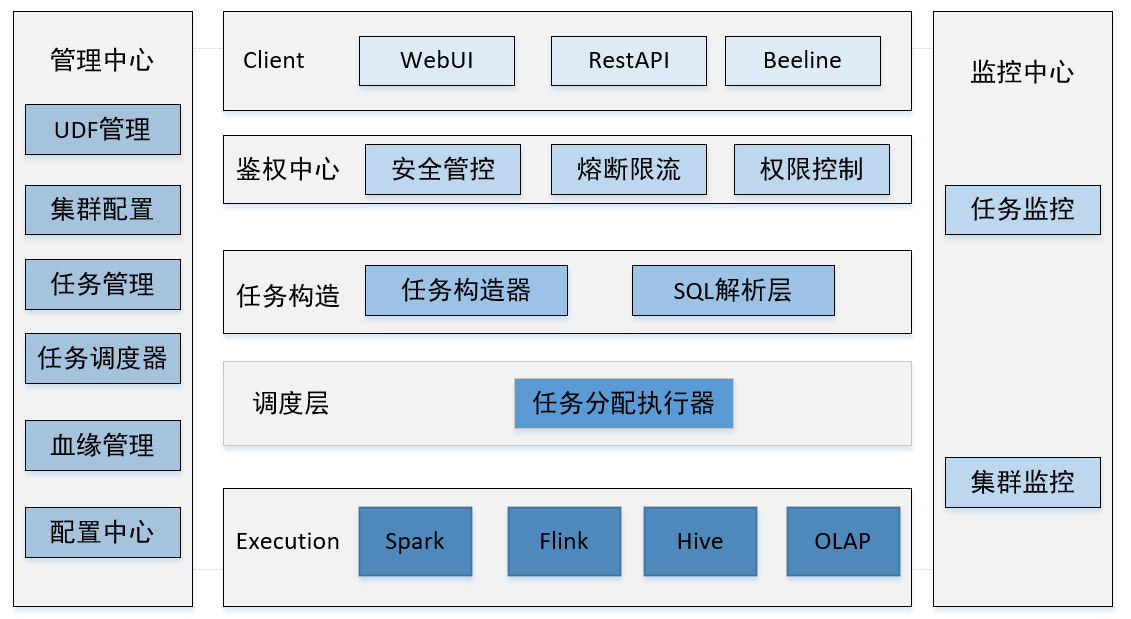 管理中心
UDF管理
集群配置
任务管理
任务调度器
血缘管理
配置中心
Client
WebUI
RestAPI
Beeline
鉴权中心
安全管控
熔断限流
权限控制
任务构造
任务构造器
SQL解析层
调度层
任务分配执行器
Execution
Spark
Flink
Hive
OLAP
监控中心
任务监控
集群监控